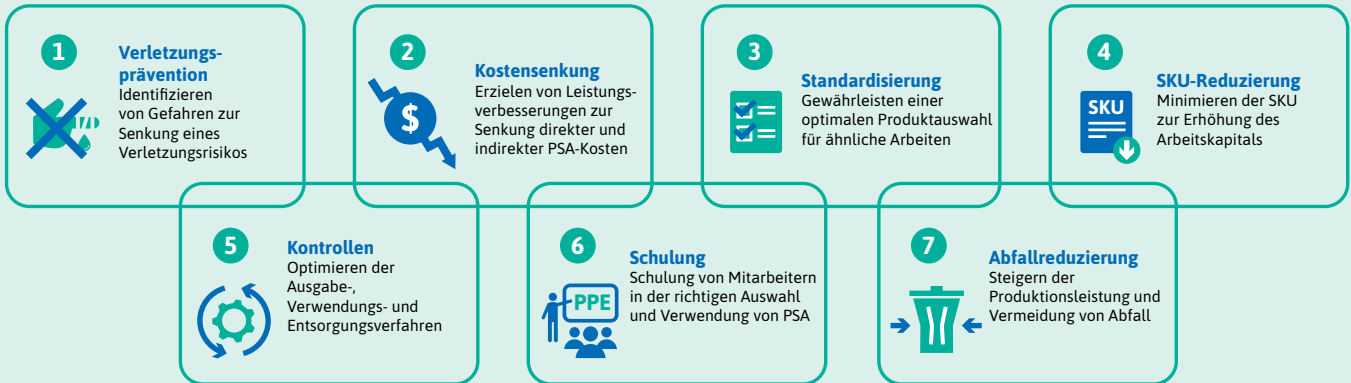 1
Verletzungs-
prävention
Identifizieren
von Gefahren zur
Senkung eines
Verletzungsrisikos
2
$
Kostensenkung
Erzielen von Leistungs-
verbesserungen zur
Senkung direkter und
indirekter PSA-Kosten
3
Standardisierung
Gewährleisten einer
optimalen Produktauswahl
für ähnliche Arbeiten
4
SKU
SKU-Reduzierung
Minimieren der SKU
zur Erhöhung des
Arbeitskapitals
5
Kontrollen
Optimieren der
Ausgabe-,
Verwendungs- und
Entsorgungsverfahren
6
PPE
Schulung
Schulung von Mitarbeitern
in der richtigen Auswahl
und Verwendung von PSA
7
Abfallreduzierung
Steigern der
Produktionsleistung und
Vermeidung von Abfall